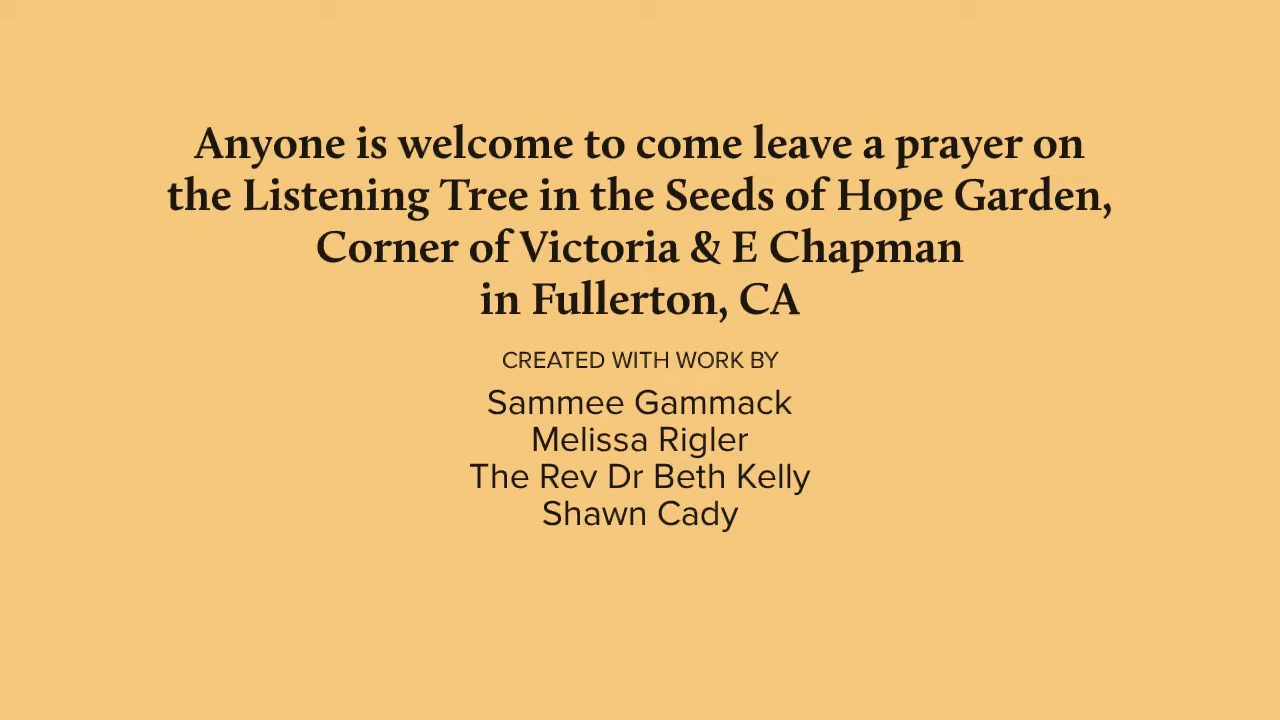 Anyone is welcome to come leave a prayer on
the Listening Tree in the Seeds of Hope Garden,
Corner of Victoria & E Chapman
in Fullerton, CA
CREATED WITH WORK BY
Sammee Gammack
Melissa Rigler
The Rev Dr Beth Kelly
Shawn Cady